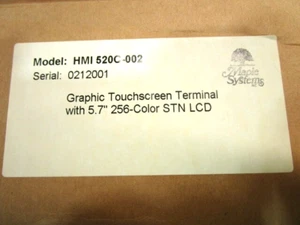 Model: HMI 520C-002
Serial: 0212001
Maple
Systems
Graphic Touchscreen Terminal
with 5.7" 256-Color STN LCD